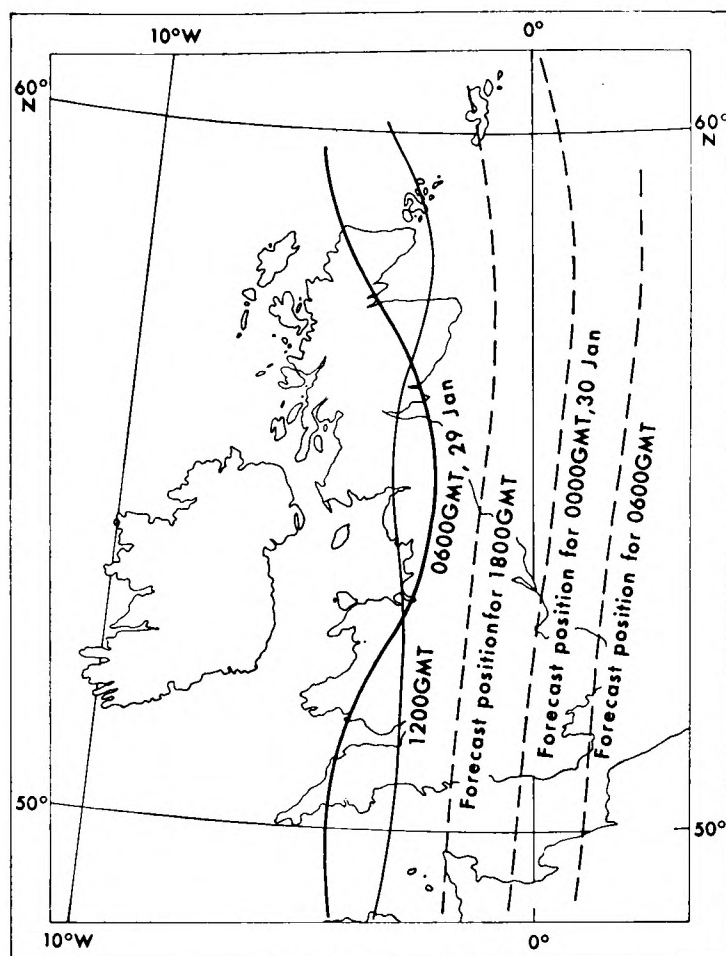 10°W
0°
60°
N
60°
N
0600GMT, 29 Jan
1200GMT
Forecast position for 1800GMT
Forecast position for 0000GMT,30 Jan
Forecast position for 0600GMT
50°
50°
10°W
0°